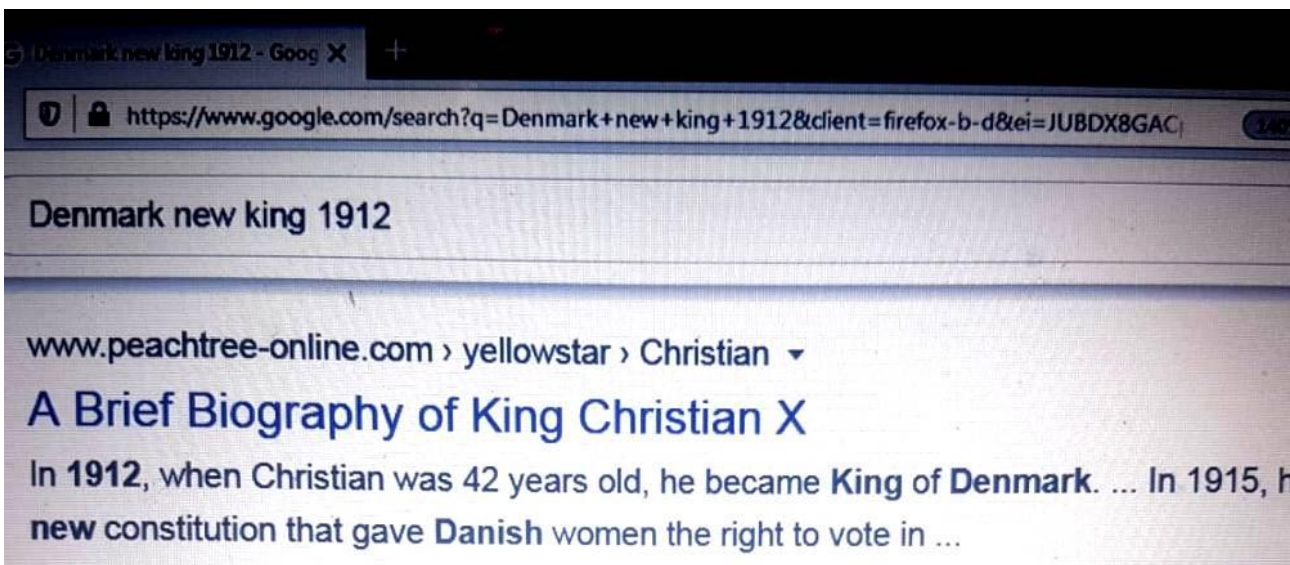 Denmark new king 1912 - Goog
https://www.google.com/search?q=Denmark+new+king+1912&client=firefox-b-d&ei=JUBDX8GAC
Denmark new king 1912
www.peachtree-online.com › yellowstar › Christian
A Brief Biography of King Christian X
In 1912, when Christian was 42 years old, he became King of Denmark. ... In 1915, h
new constitution that gave Danish women the right to vote in ...